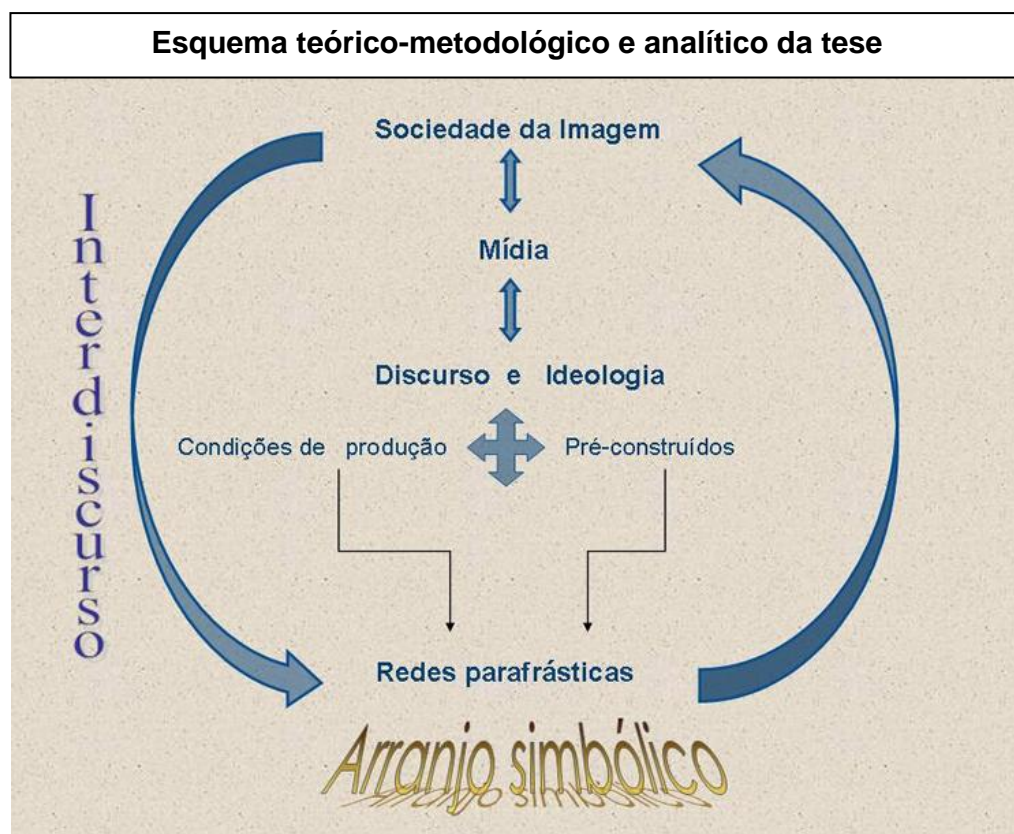 Esquema teórico-metodológico e analítico da tese
Sociedade da Imagem
Mídia
Discurso e Ideologia
Condições de produção
Pré-construídos
Redes parafrásticas
Arranjo simbólico
Interdiscurso